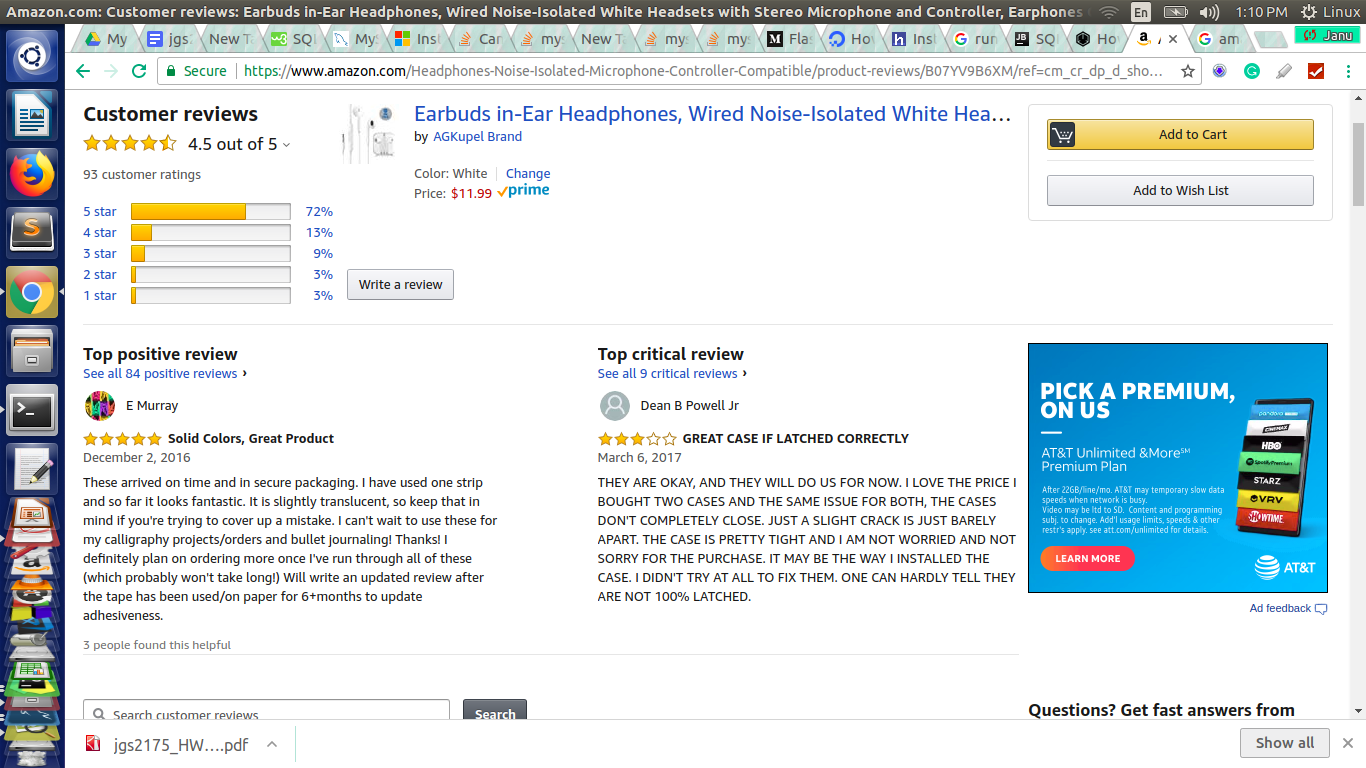 Amazon.com: Customer reviews: Earbuds in-Ear Headphones, Wired Noise-Isolated White Headsets with Stereo Microphone and Controller, Earphones
En
1:10 PM
Linux
My
jgs
New T
SQL
Mys
Inst
Car
mys
New T
mys
mys
Flas
How
Inst
run
SQ
Ho
am
Janu
Secure
https://www.amazon.com/Headphones-Noise-Isolated-Microphone-Controller-Compatible/product-reviews/B07YV9B6XM/ref=cm_cr_dp_d_sho...
Customer reviews
4.5 out of 5
93 customer ratings
5 star 72%
4 star 13%
3 star 9%
2 star 3%
1 star 3%
Earbuds in-Ear Headphones, Wired Noise-Isolated White Hea...
by AGKupel Brand
Color: White Change
Price: $11.99 prime
Write a review
Add to Cart
Add to Wish List
Top positive review
See all 84 positive reviews ›
E Murray
Solid Colors, Great Product
December 2, 2016
These arrived on time and in secure packaging. I have used one strip
and so far it looks fantastic. It is slightly translucent, so keep that in
mind if you're trying to cover up a mistake. I can't wait to use these for
my calligraphy projects/orders and bullet journaling! Thanks! I
definitely plan on ordering more once I've run through all of these
(which probably won't take long!) Will write an updated review after
the tape has been used/on paper for 6+months to update
adhesiveness.
3 people found this helpful
Top critical review
See all 9 critical reviews ›
Dean B Powell Jr
GREAT CASE IF LATCHED CORRECTLY
March 6, 2017
THEY ARE OKAY, AND THEY WILL DO US FOR NOW. I LOVE THE PRICE I
BOUGHT TWO CASES AND THE SAME ISSUE FOR BOTH, THE CASES
DON'T COMPLETELY CLOSE. JUST A SLIGHT CRACK IS JUST BARELY
APART. THE CASE IS PRETTY TIGHT AND I AM NOT WORRIED AND NOT
SORRY FOR THE PURCHASE. IT MAY BE THE WAY I INSTALLED THE
CASE. I DIDN'T TRY AT ALL TO FIX THEM. ONE CAN HARDLY TELL THEY
ARE NOT 100% LATCHED.
PICK A PREMIUM,
ON US
AT&T Unlimited &More℠
Premium Plan
After 22GB/line/mo. AT&T may temporary slow data
speeds when network is busy.
Video may be ltd to SD. Content and programming
subj. to change. Add'l usage limits, speeds & other
restr's apply, see att.com/unlimited for details.
LEARN MORE
pandora
CINEMAX
HBO
Spotify Premium
STARZ
VRV
SHOWTIME
AT&T
Ad feedback
Search customer reviews
Search
Questions? Get fast answers from
jgs2175_HW....pdf
Show all